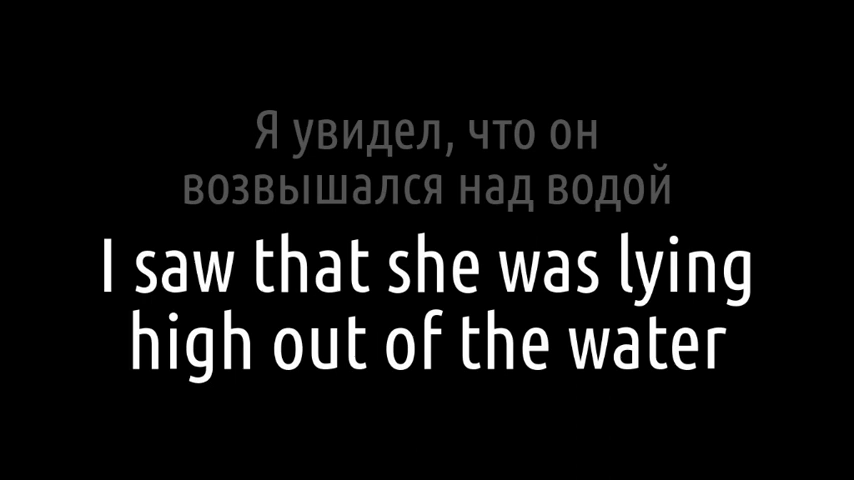 Я увидел, что он
возвышался над водой
I saw that she was lying
high out of the water